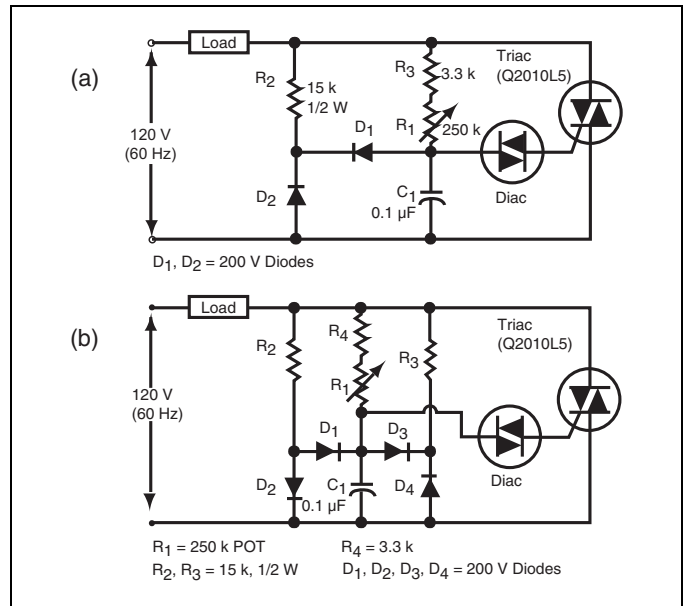 (a)
Load
Triac
(Q2010L5)
R2
15 k
1/2 W
R3
3.3 k
D1
R1
250 k
120 V
(60 Hz)
D2
C1
0.1 µF
Diac
D1, D2 = 200 V Diodes
(b)
Load
Triac
(Q2010L5)
R2
R4
R3
R1
120 V
(60 Hz)
D1
D3
D2
C1
0.1 µF
D4
Diac
R1 = 250 k POT
R4 = 3.3 k
R2, R3 = 15 k, 1/2 W
D1, D2, D3, D4 = 200 V Diodes